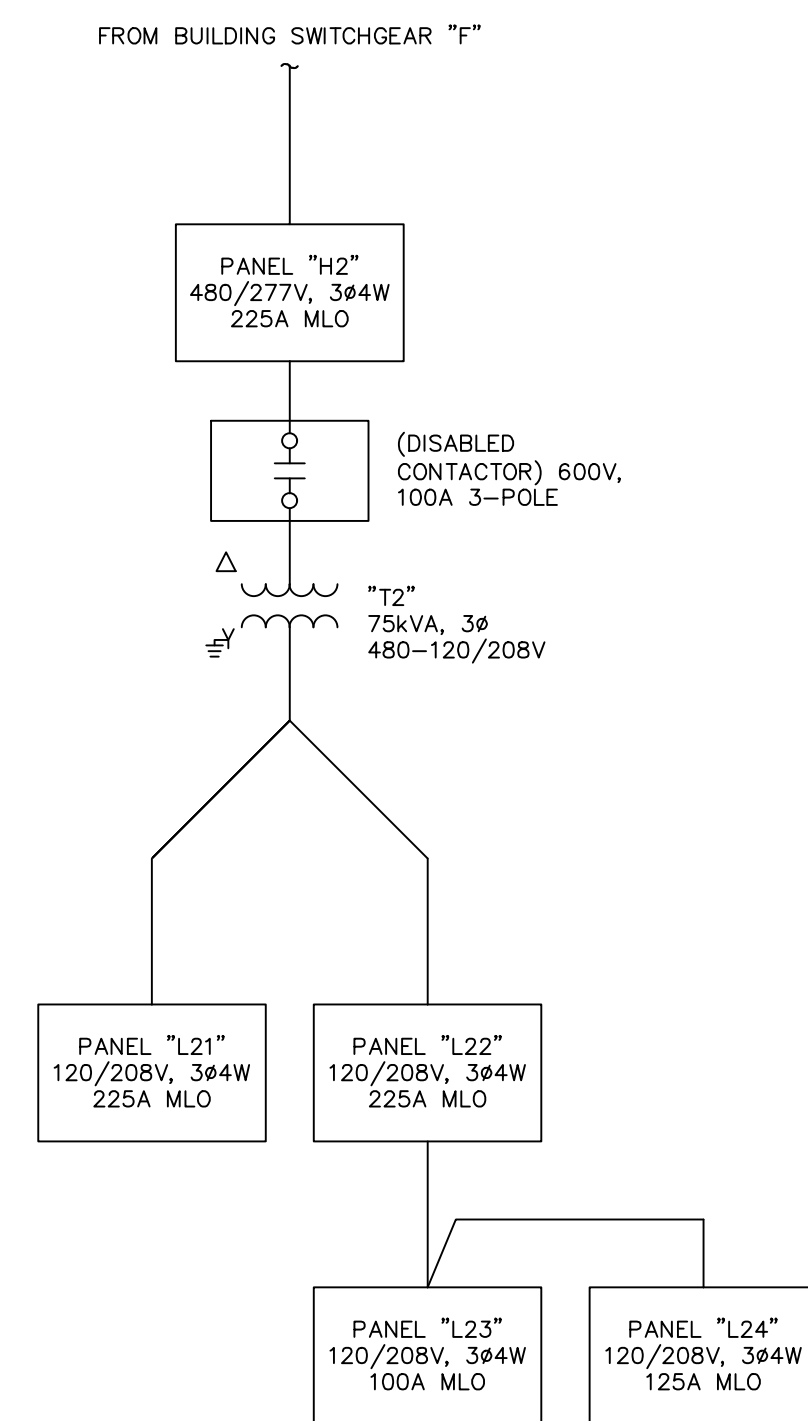 FROM BUILDING SWITCHGEAR "F"
PANEL "H2"
480/277V, 3ø4W
225A MLO
(DISABLED
CONTACTOR) 600V,
100A 3-POLE
"T2"
75kVA, 3ø
480-120/208V
Y
PANEL "L21"
120/208V, 3ø4W
225A MLO
PANEL "L22"
120/208V, 3ø4W
225A MLO
PANEL "L23"
120/208V, 3ø4W
100A MLO
PANEL "L24"
120/208V, 3ø4W
125A MLO